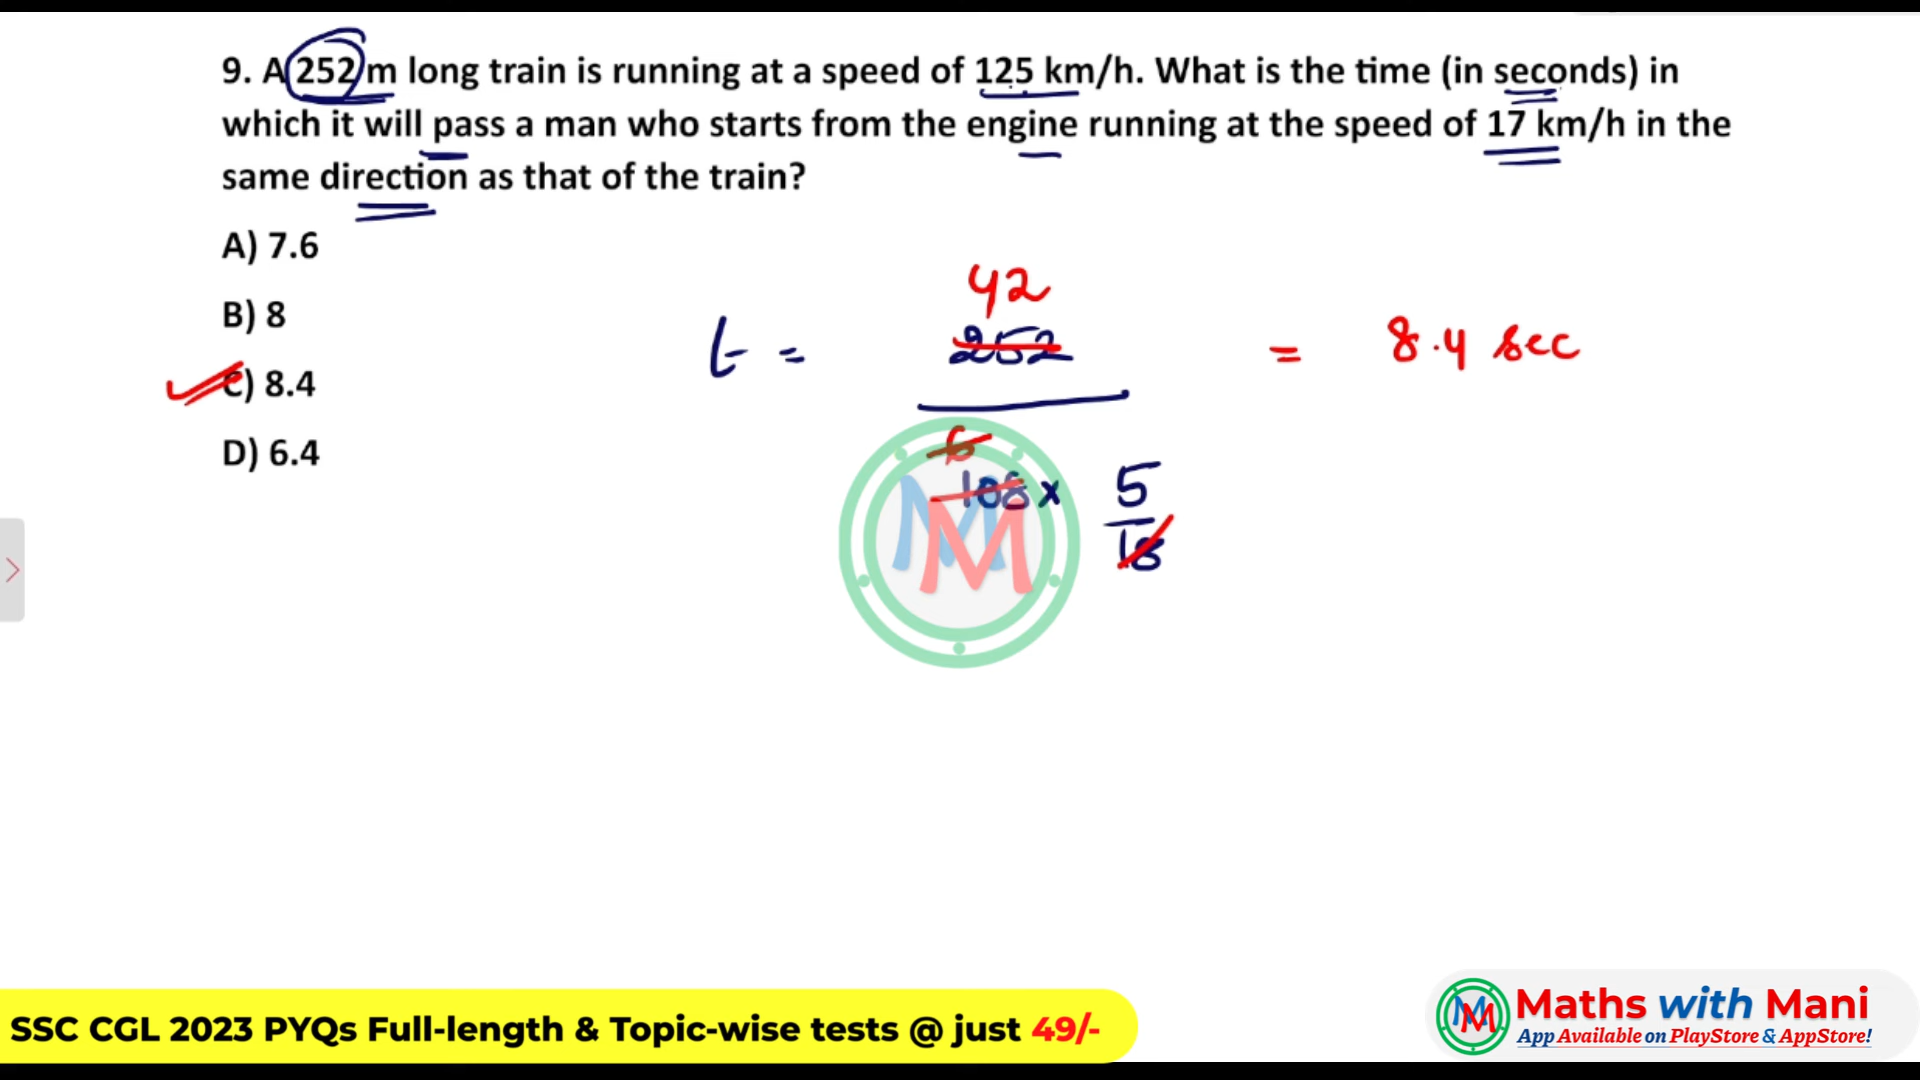 9. A 252 m long train is running at a speed of 125 km/h. What is the time (in seconds) in
which it will pass a man who starts from the engine running at the speed of 17 km/h in the
same direction as that of the train?
A) 7.6
B) 8
C) 8.4
D) 6.4
42
t = 252 = 8.4 sec
6
108 x 5
18
MM
SSC CGL 2023 PYQs Full-length & Topic-wise tests @ just 49/-
MM Maths with Mani
App Available on PlayStore & AppStore!